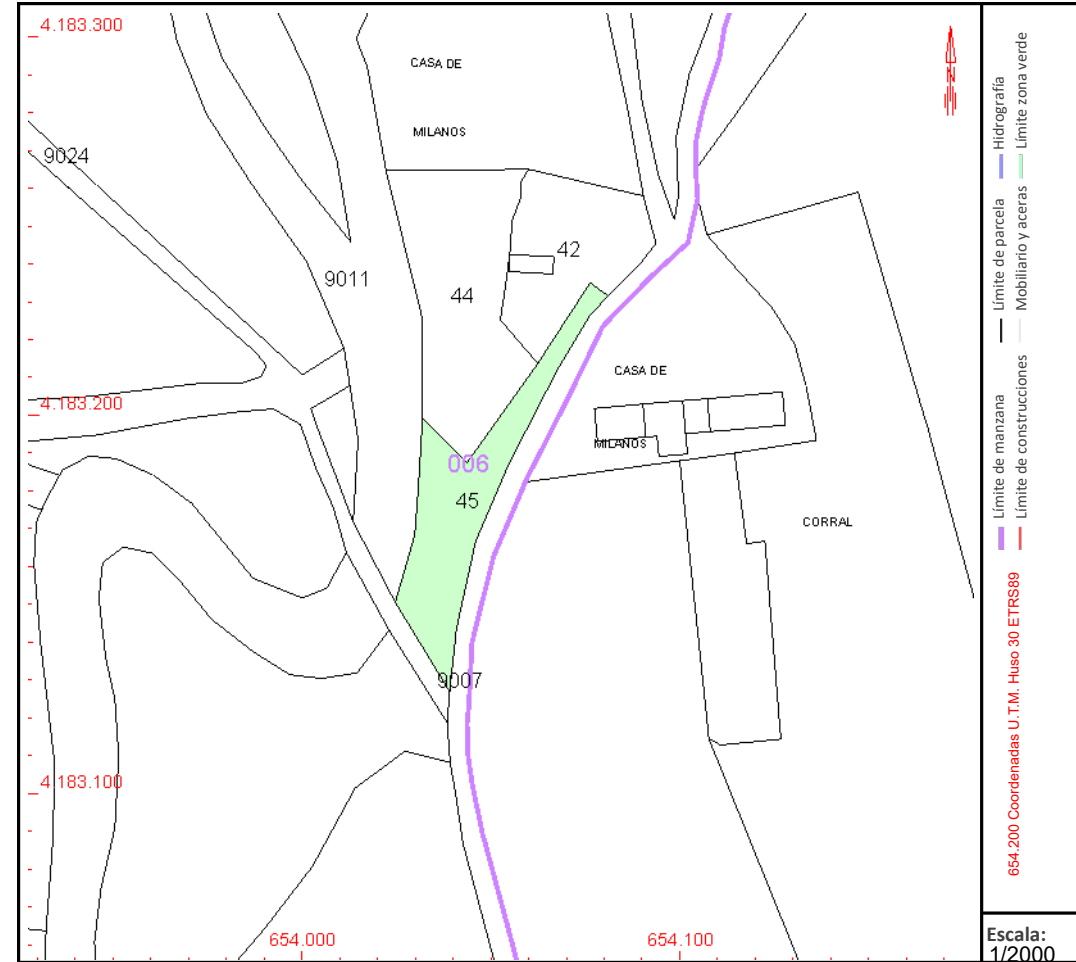 4.183.300
CASA DE
MILANOS
9024
42
9011
44
CASA DE
4.183.200
MILANOS
006
45
CORRAL
9007
4.183.100
654.000
654.100
N
Límite de manzana
Límite de parcela
Hidrografía
Límite de construcciones
Mobiliario y aceras
Límite zona verde
654.200 Coordenadas U.T.M. Huso 30 ETRS89
Escala:
1/2000